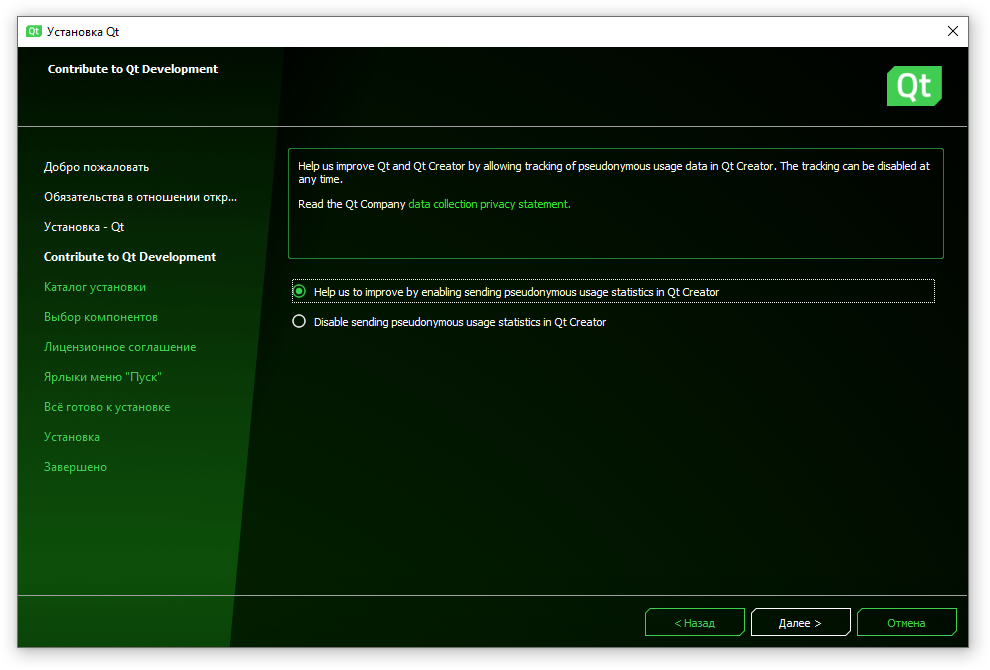 Qt Установка Qt
Contribute to Qt Development
Qt
Добро пожаловать
Обязательства в отношении откр...
Установка - Qt
Contribute to Qt Development
Каталог установки
Выбор компонентов
Лицензионное соглашение
Ярлыки меню "Пуск"
Всё готово к установке
Установка
Завершено
Help us improve Qt and Qt Creator by allowing tracking of pseudonymous usage data in Qt Creator. The tracking can be disabled at
any time.
Read the Qt Company data collection privacy statement.
Help us to improve by enabling sending pseudonymous usage statistics in Qt Creator
Disable sending pseudonymous usage statistics in Qt Creator
< Назад
Далее >
Отмена